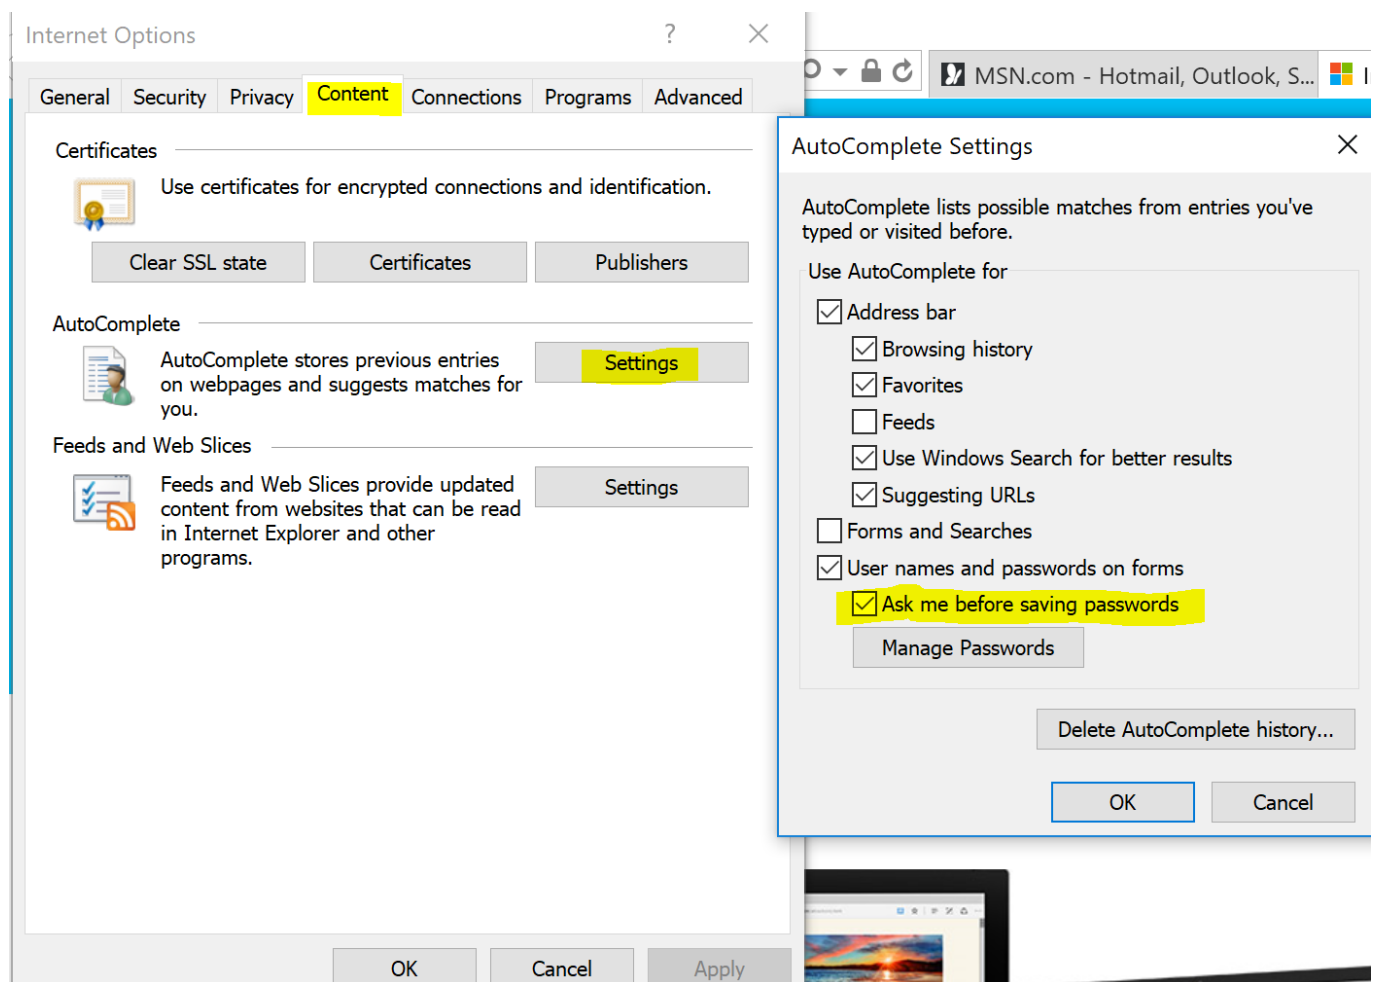 Internet Options
?
General
Security
Privacy
Content
Connections
Programs
Advanced
Certificates
Use certificates for encrypted connections and identification.
Clear SSL state
Certificates
Publishers
AutoComplete
AutoComplete stores previous entries
on webpages and suggests matches for
you.
Settings
Feeds and Web Slices
Feeds and Web Slices provide updated
content from websites that can be read
in Internet Explorer and other
programs.
Settings
OK
Cancel
Apply
MSN.com - Hotmail, Outlook, S...
AutoComplete Settings
AutoComplete lists possible matches from entries you've
typed or visited before.
Use AutoComplete for
Address bar
Browsing history
Favorites
Feeds
Use Windows Search for better results
Suggesting URLs
Forms and Searches
User names and passwords on forms
Ask me before saving passwords
Manage Passwords
Delete AutoComplete history...
OK
Cancel